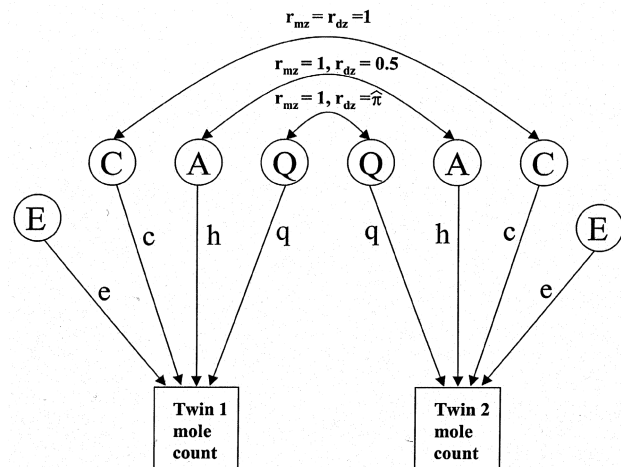 r_mz = r_dz = 1
r_mz = 1, r_dz = 0.5
r_mz = 1, r_dz = π̂
C A Q Q A C
E E
c h q q h c
e e
Twin 1
mole
count
Twin 2
mole
count